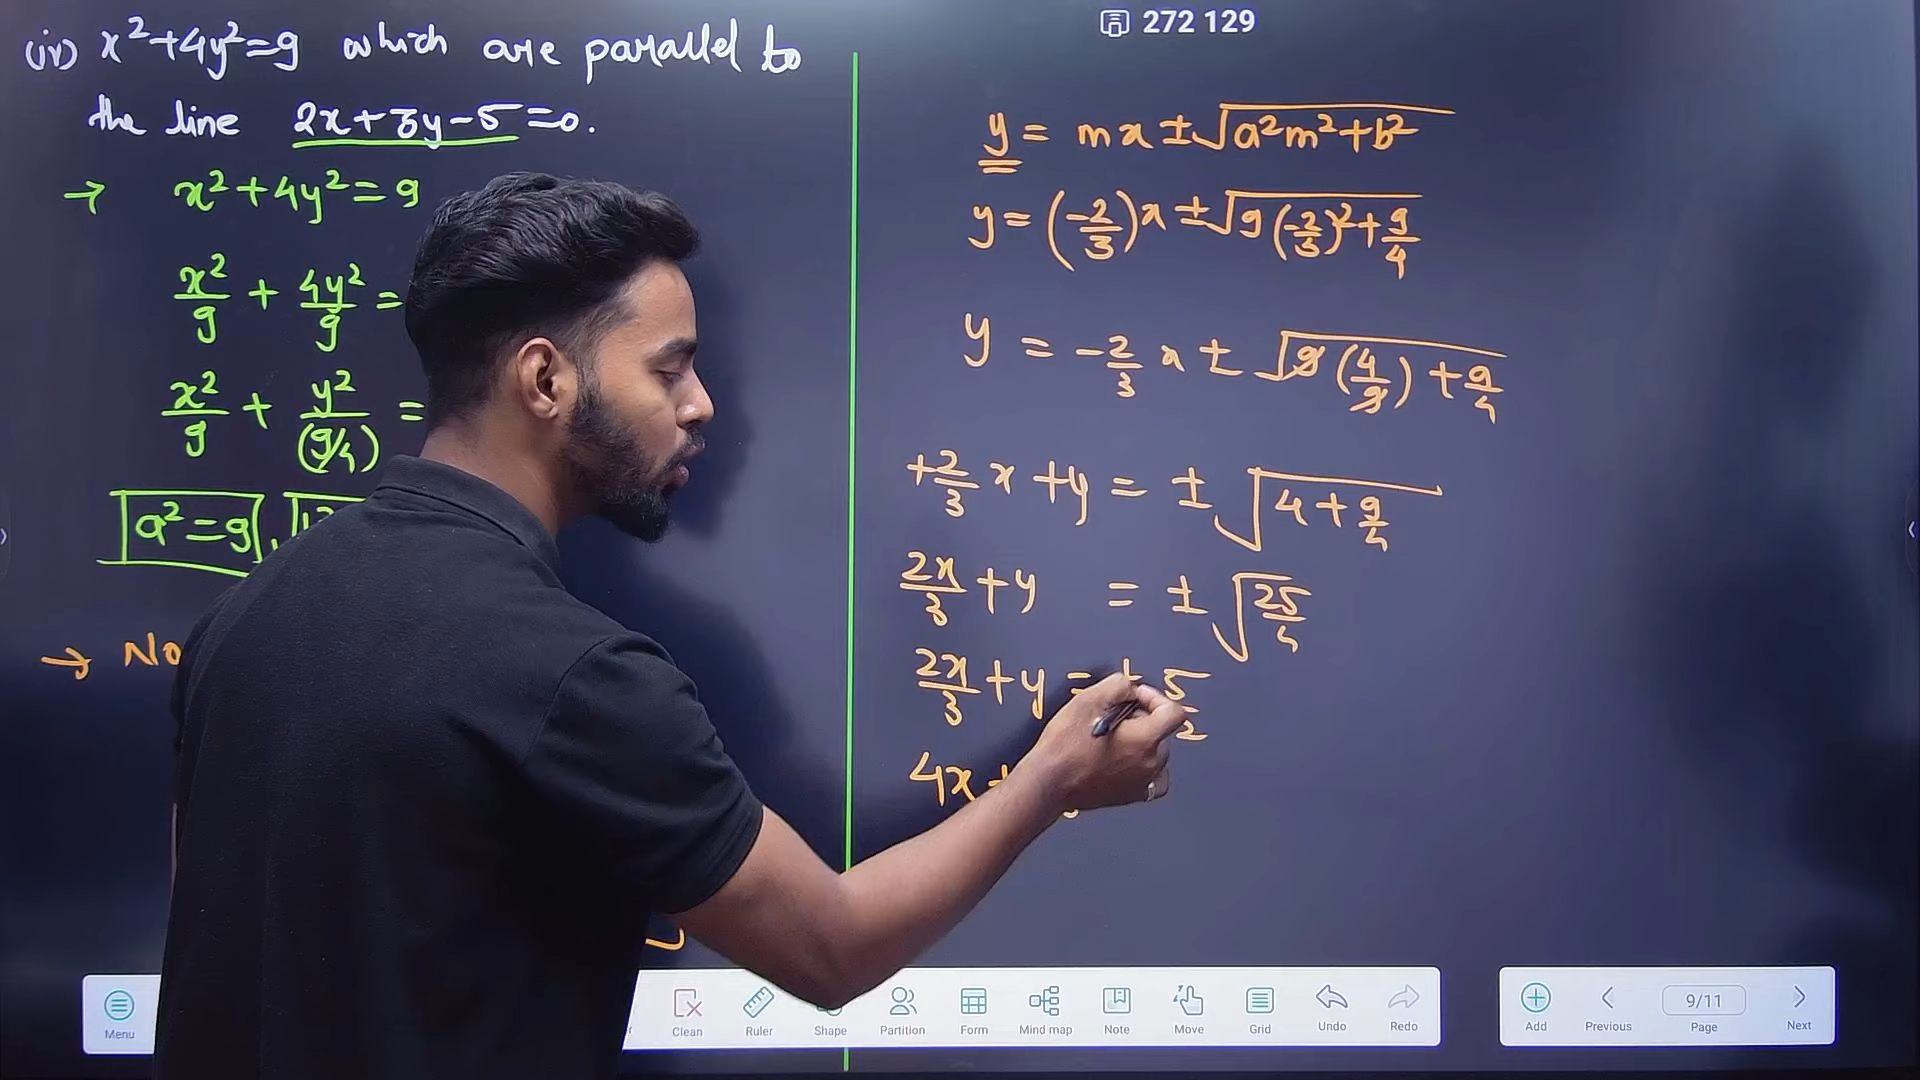 (iv) x²+4y²=9 which are parallel to
the line 2x+3y-5=0.
→ x²+4y²=9
x²/9 + 4y²/9 =
x²/9 + y²/(9/4) =
a²=9,
→ No
272 129
y = mx ± √(a²m²+b²)
y = (-2/3)x ± √(9(-2/3)²+9/4)
y = -2/3 x ± √(9(4/9)+9/4)
+2/3 x + y = ± √(4+9/4)
2x/3 + y = ± √(25/4)
2x/3 + y = ± 5/2
4x +
Menu
Clean
Ruler
Shape
Partition
Form
Mind map
Note
Move
Grid
Undo
Redo
Add
Previous
9/11
Page
Next